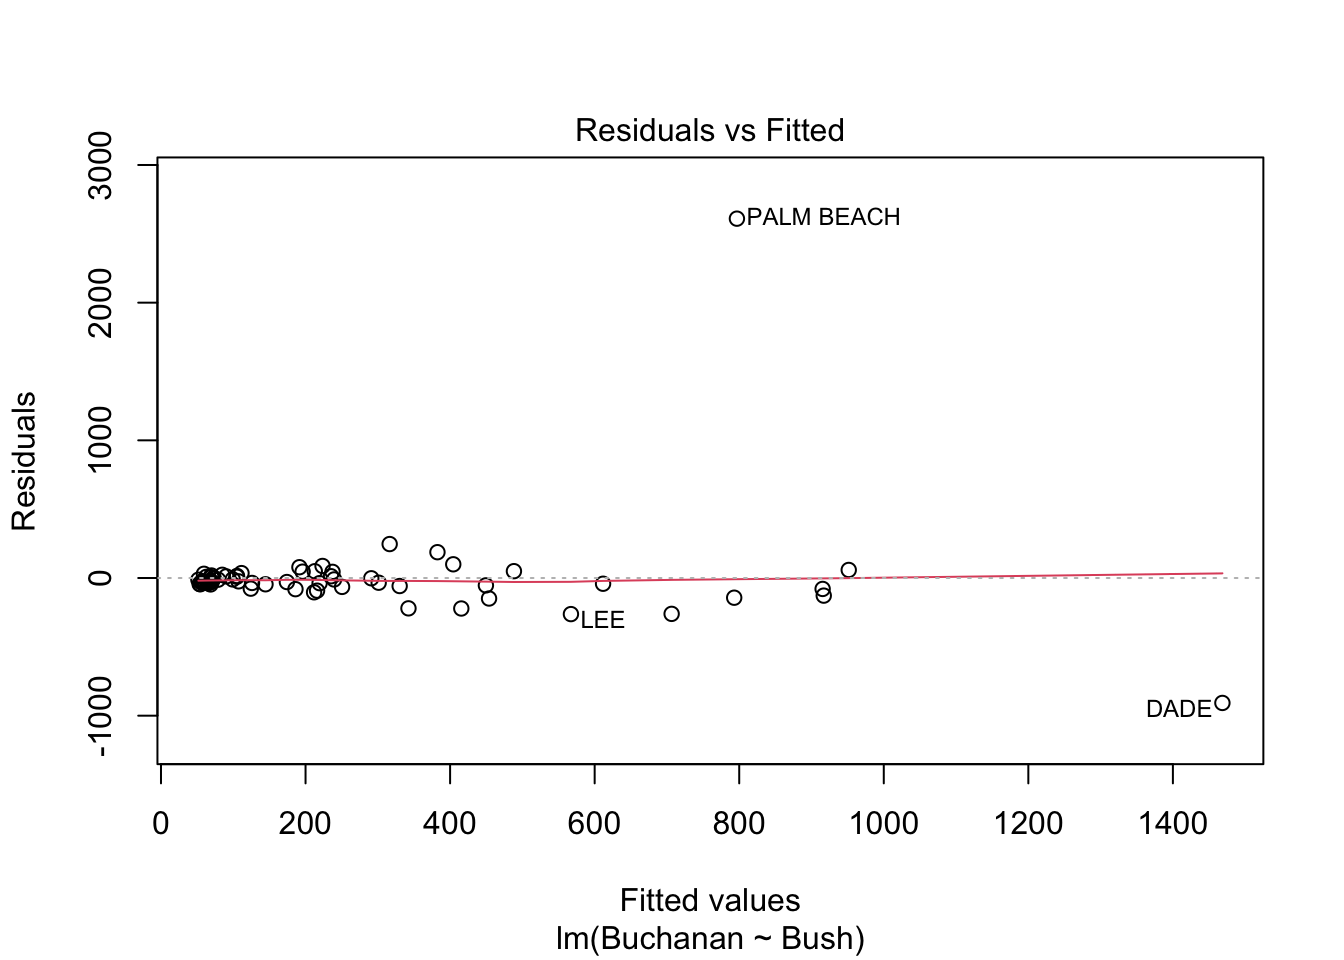 Residuals vs Fitted
Residuals
3000
2000
1000
0
-1000
PALM BEACH
LEE
DADE
0 200 400 600 800 1000 1200 1400
Fitted values
lm(Buchanan ~ Bush)